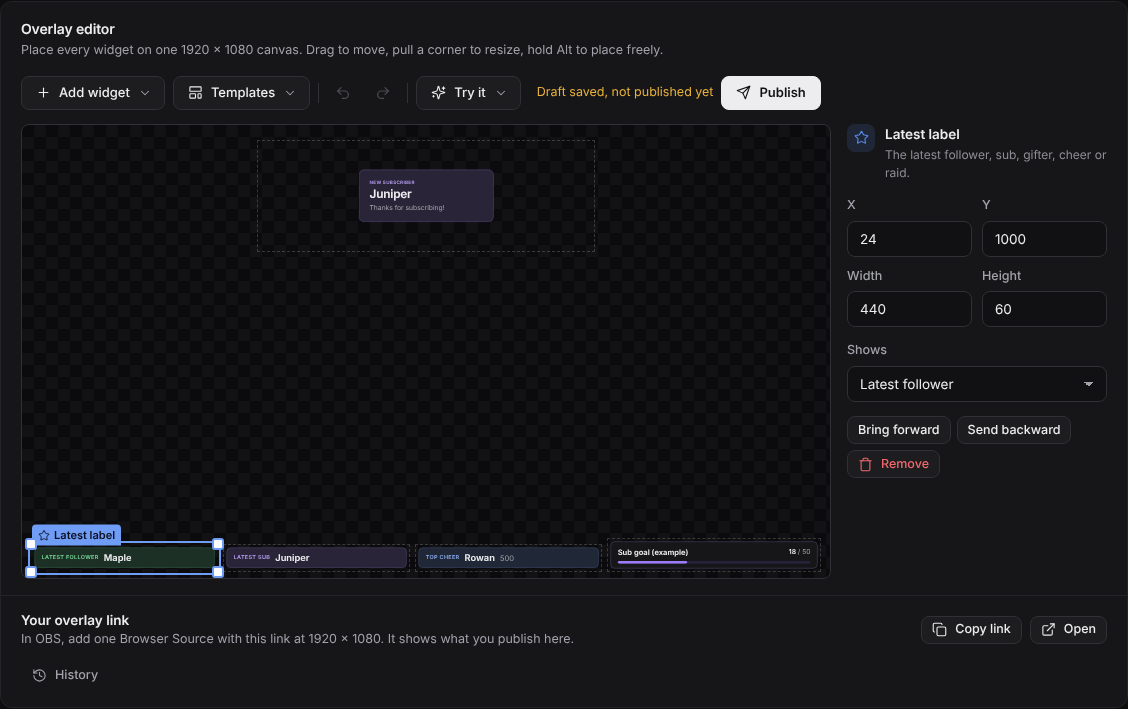 Overlay editor
Place every widget on one 1920 × 1080 canvas. Drag to move, pull a corner to resize, hold Alt to place freely.
Add widget
Templates
Try it
Draft saved, not published yet
Publish
NEW SUBSCRIBER
Juniper
Thanks for subscribing!
Latest label
The latest follower, sub, gifter, cheer or
raid.
X
Y
24
1000
Width
Height
440
60
Shows
Latest follower
Bring forward
Send backward
Remove
Latest label
LATEST FOLLOWER Maple
LATEST SUB Juniper
TOP CHEER Rowan 500
Sub goal (example) 18 / 50
Your overlay link
In OBS, add one Browser Source with this link at 1920 × 1080. It shows what you publish here.
Copy link
Open
History